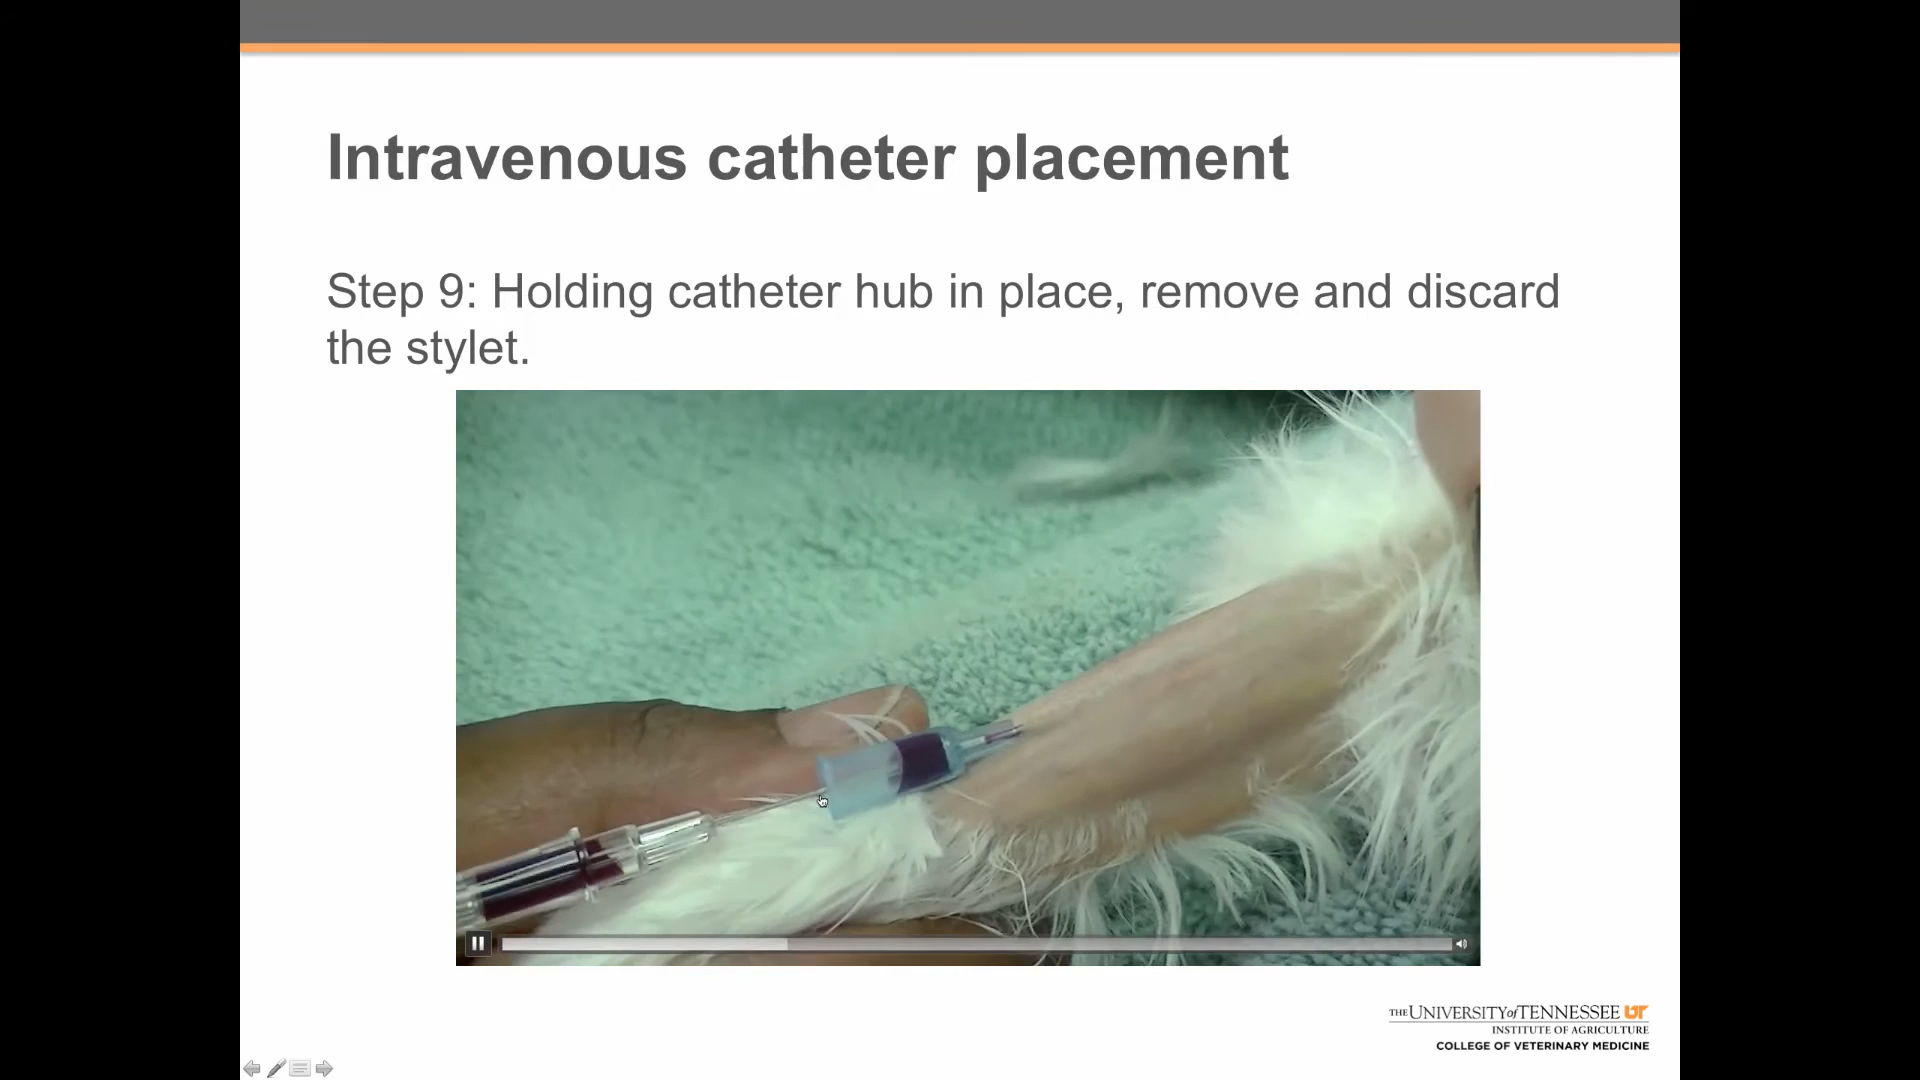 Intravenous catheter placement
Step 9: Holding catheter hub in place, remove and discard
the stylet.
THE UNIVERSITY of TENNESSEE UT
INSTITUTE OF AGRICULTURE
COLLEGE OF VETERINARY MEDICINE